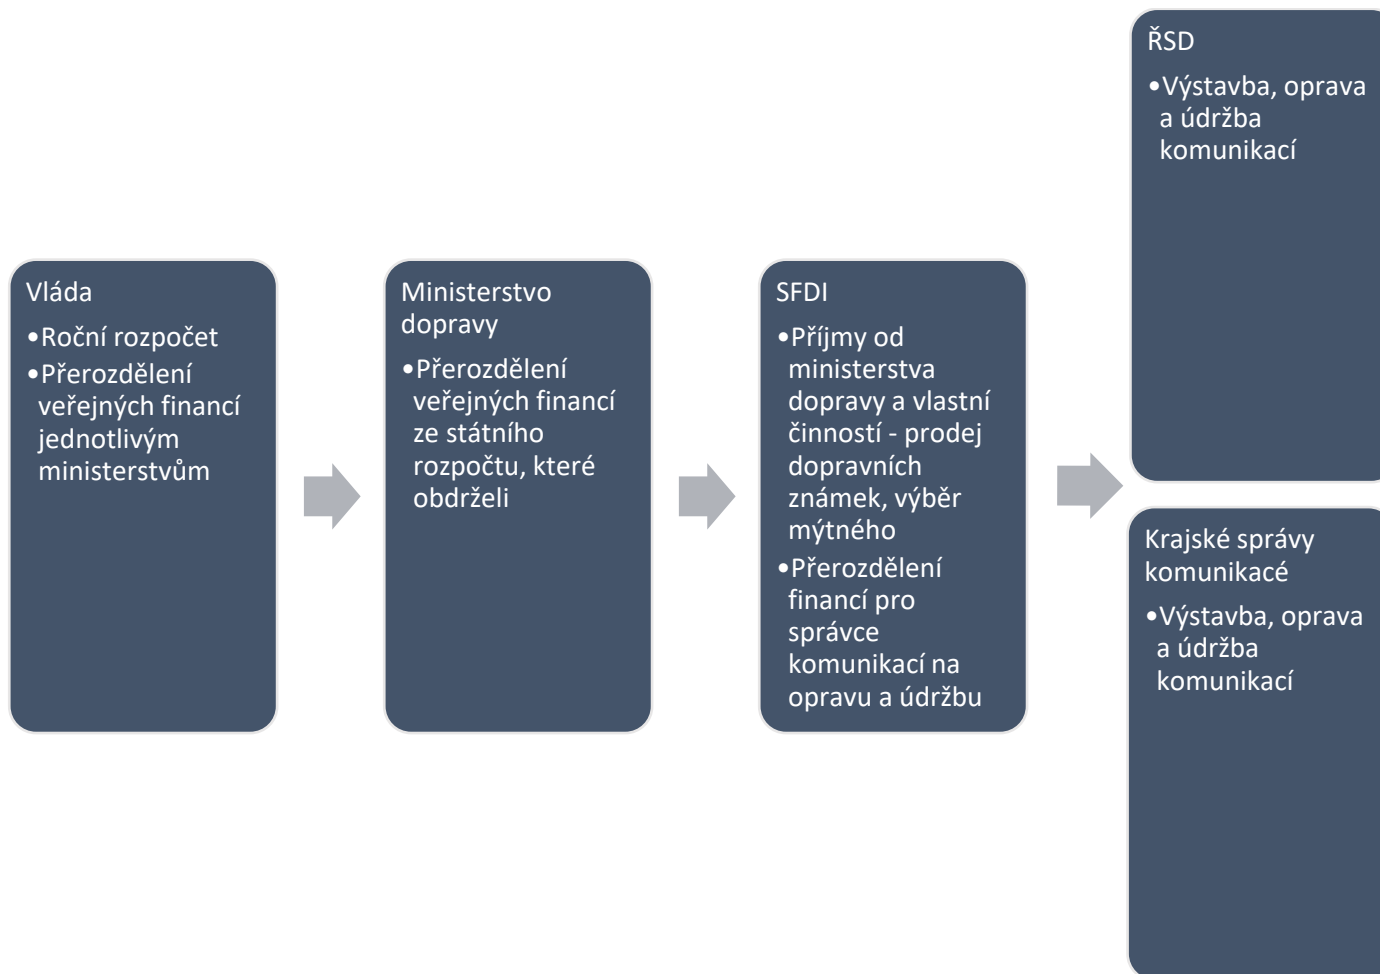 Vláda
•Roční rozpočet
•Přerozdělení
veřejných financí
jednotlivým
ministerstvům
Ministerstvo
dopravy
•Přerozdělení
veřejných financí
ze státního
rozpočtu, které
obdrželi
SFDI
•Příjmy od
ministerstva
dopravy a vlastní
činností - prodej
dopravních
známek, výběr
mýtného
•Přerozdělení
financí pro
správce
komunikací na
opravu a údržbu
ŘSD
•Výstavba, oprava
a údržba
komunikací
Krajské správy
komunikacé
•Výstavba, oprava
a údržba
komunikací